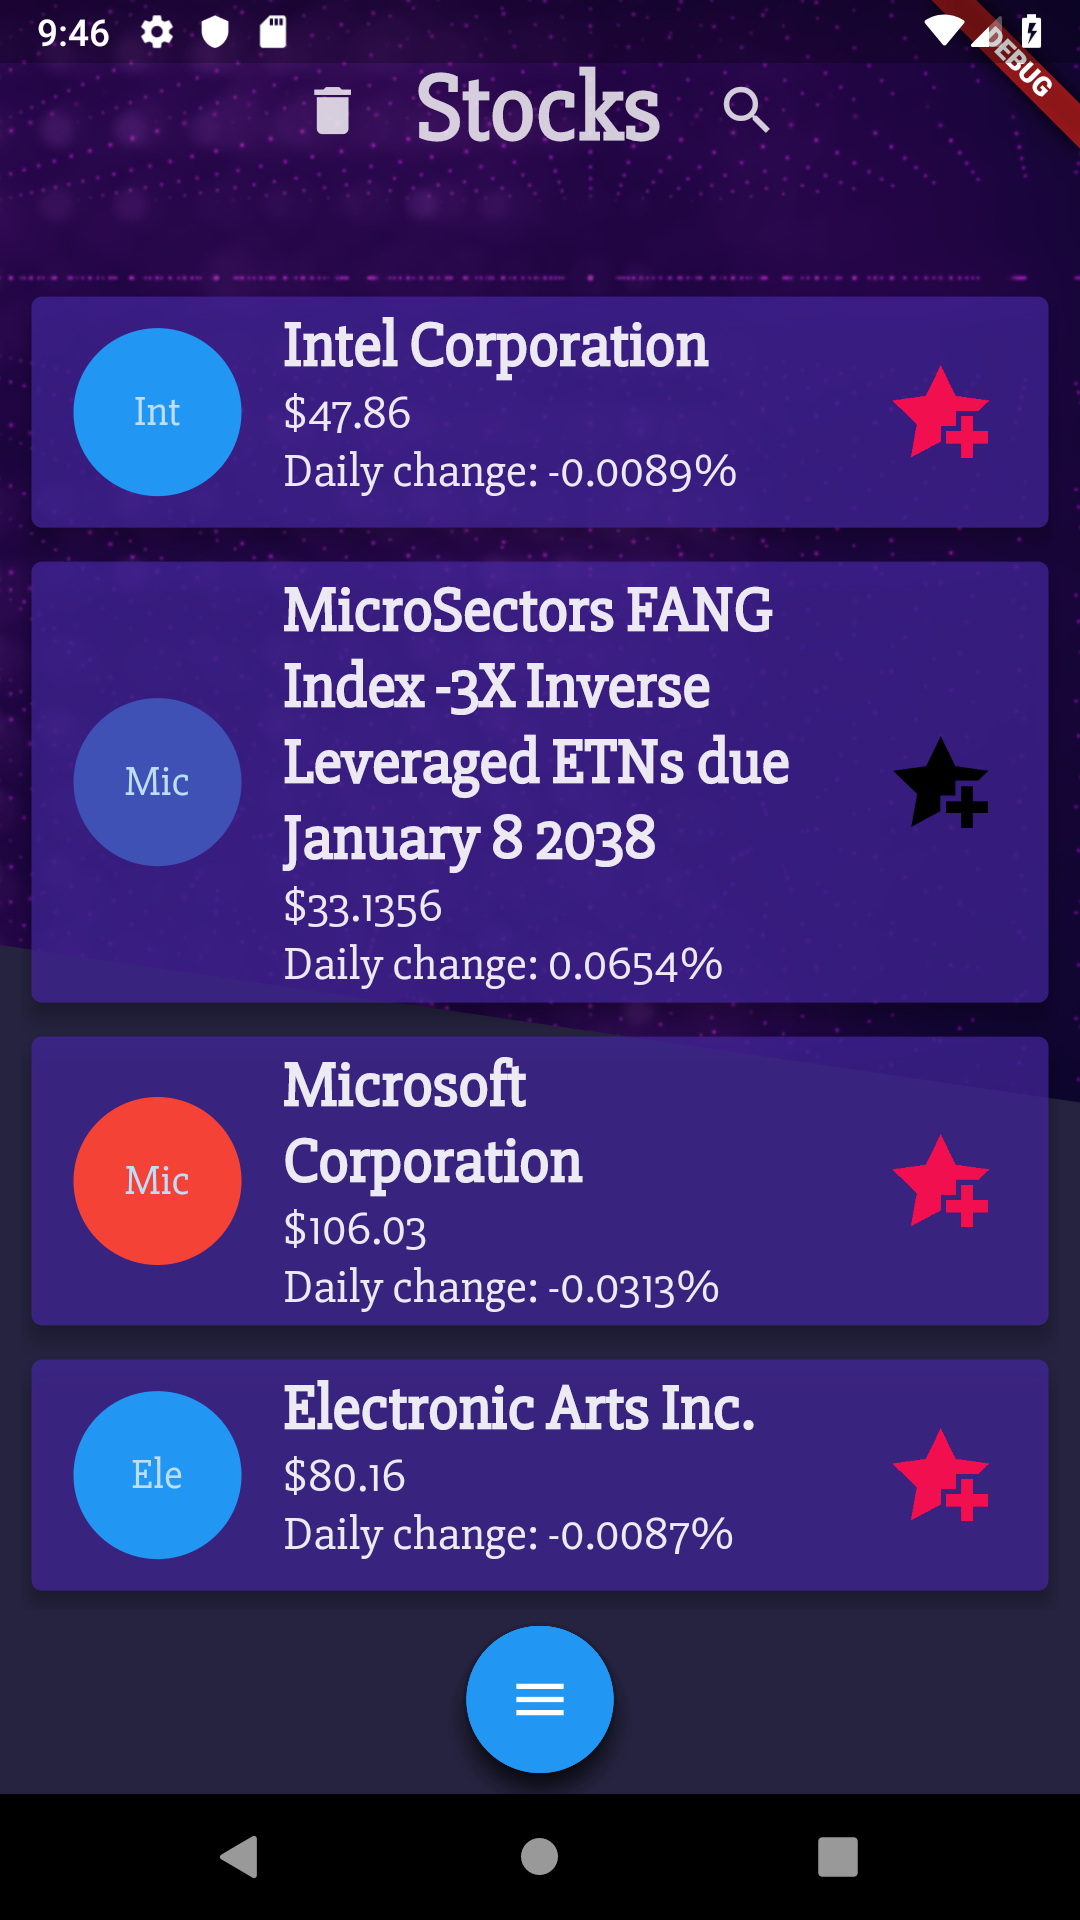 9:46
DEBUG
Stocks
Int
Intel Corporation
$47.86
Daily change: -0.0089%
Mic
MicroSectors FANG
Index -3X Inverse
Leveraged ETNs due
January 8 2038
$33.1356
Daily change: 0.0654%
Mic
Microsoft
Corporation
$106.03
Daily change: -0.0313%
Ele
Electronic Arts Inc.
$80.16
Daily change: -0.0087%